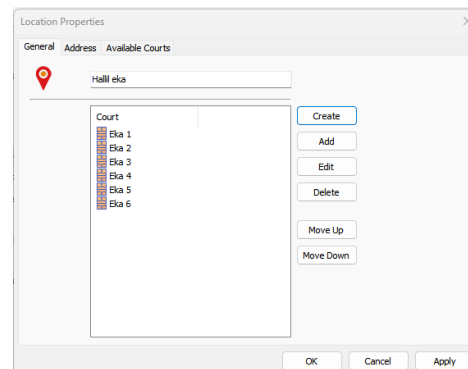 Location Properties
General Address Available Courts
Hallil eka
Court
Eka 1
Eka 2
Eka 3
Eka 4
Eka 5
Eka 6
Create
Add
Edit
Delete
Move Up
Move Down
OK Cancel Apply